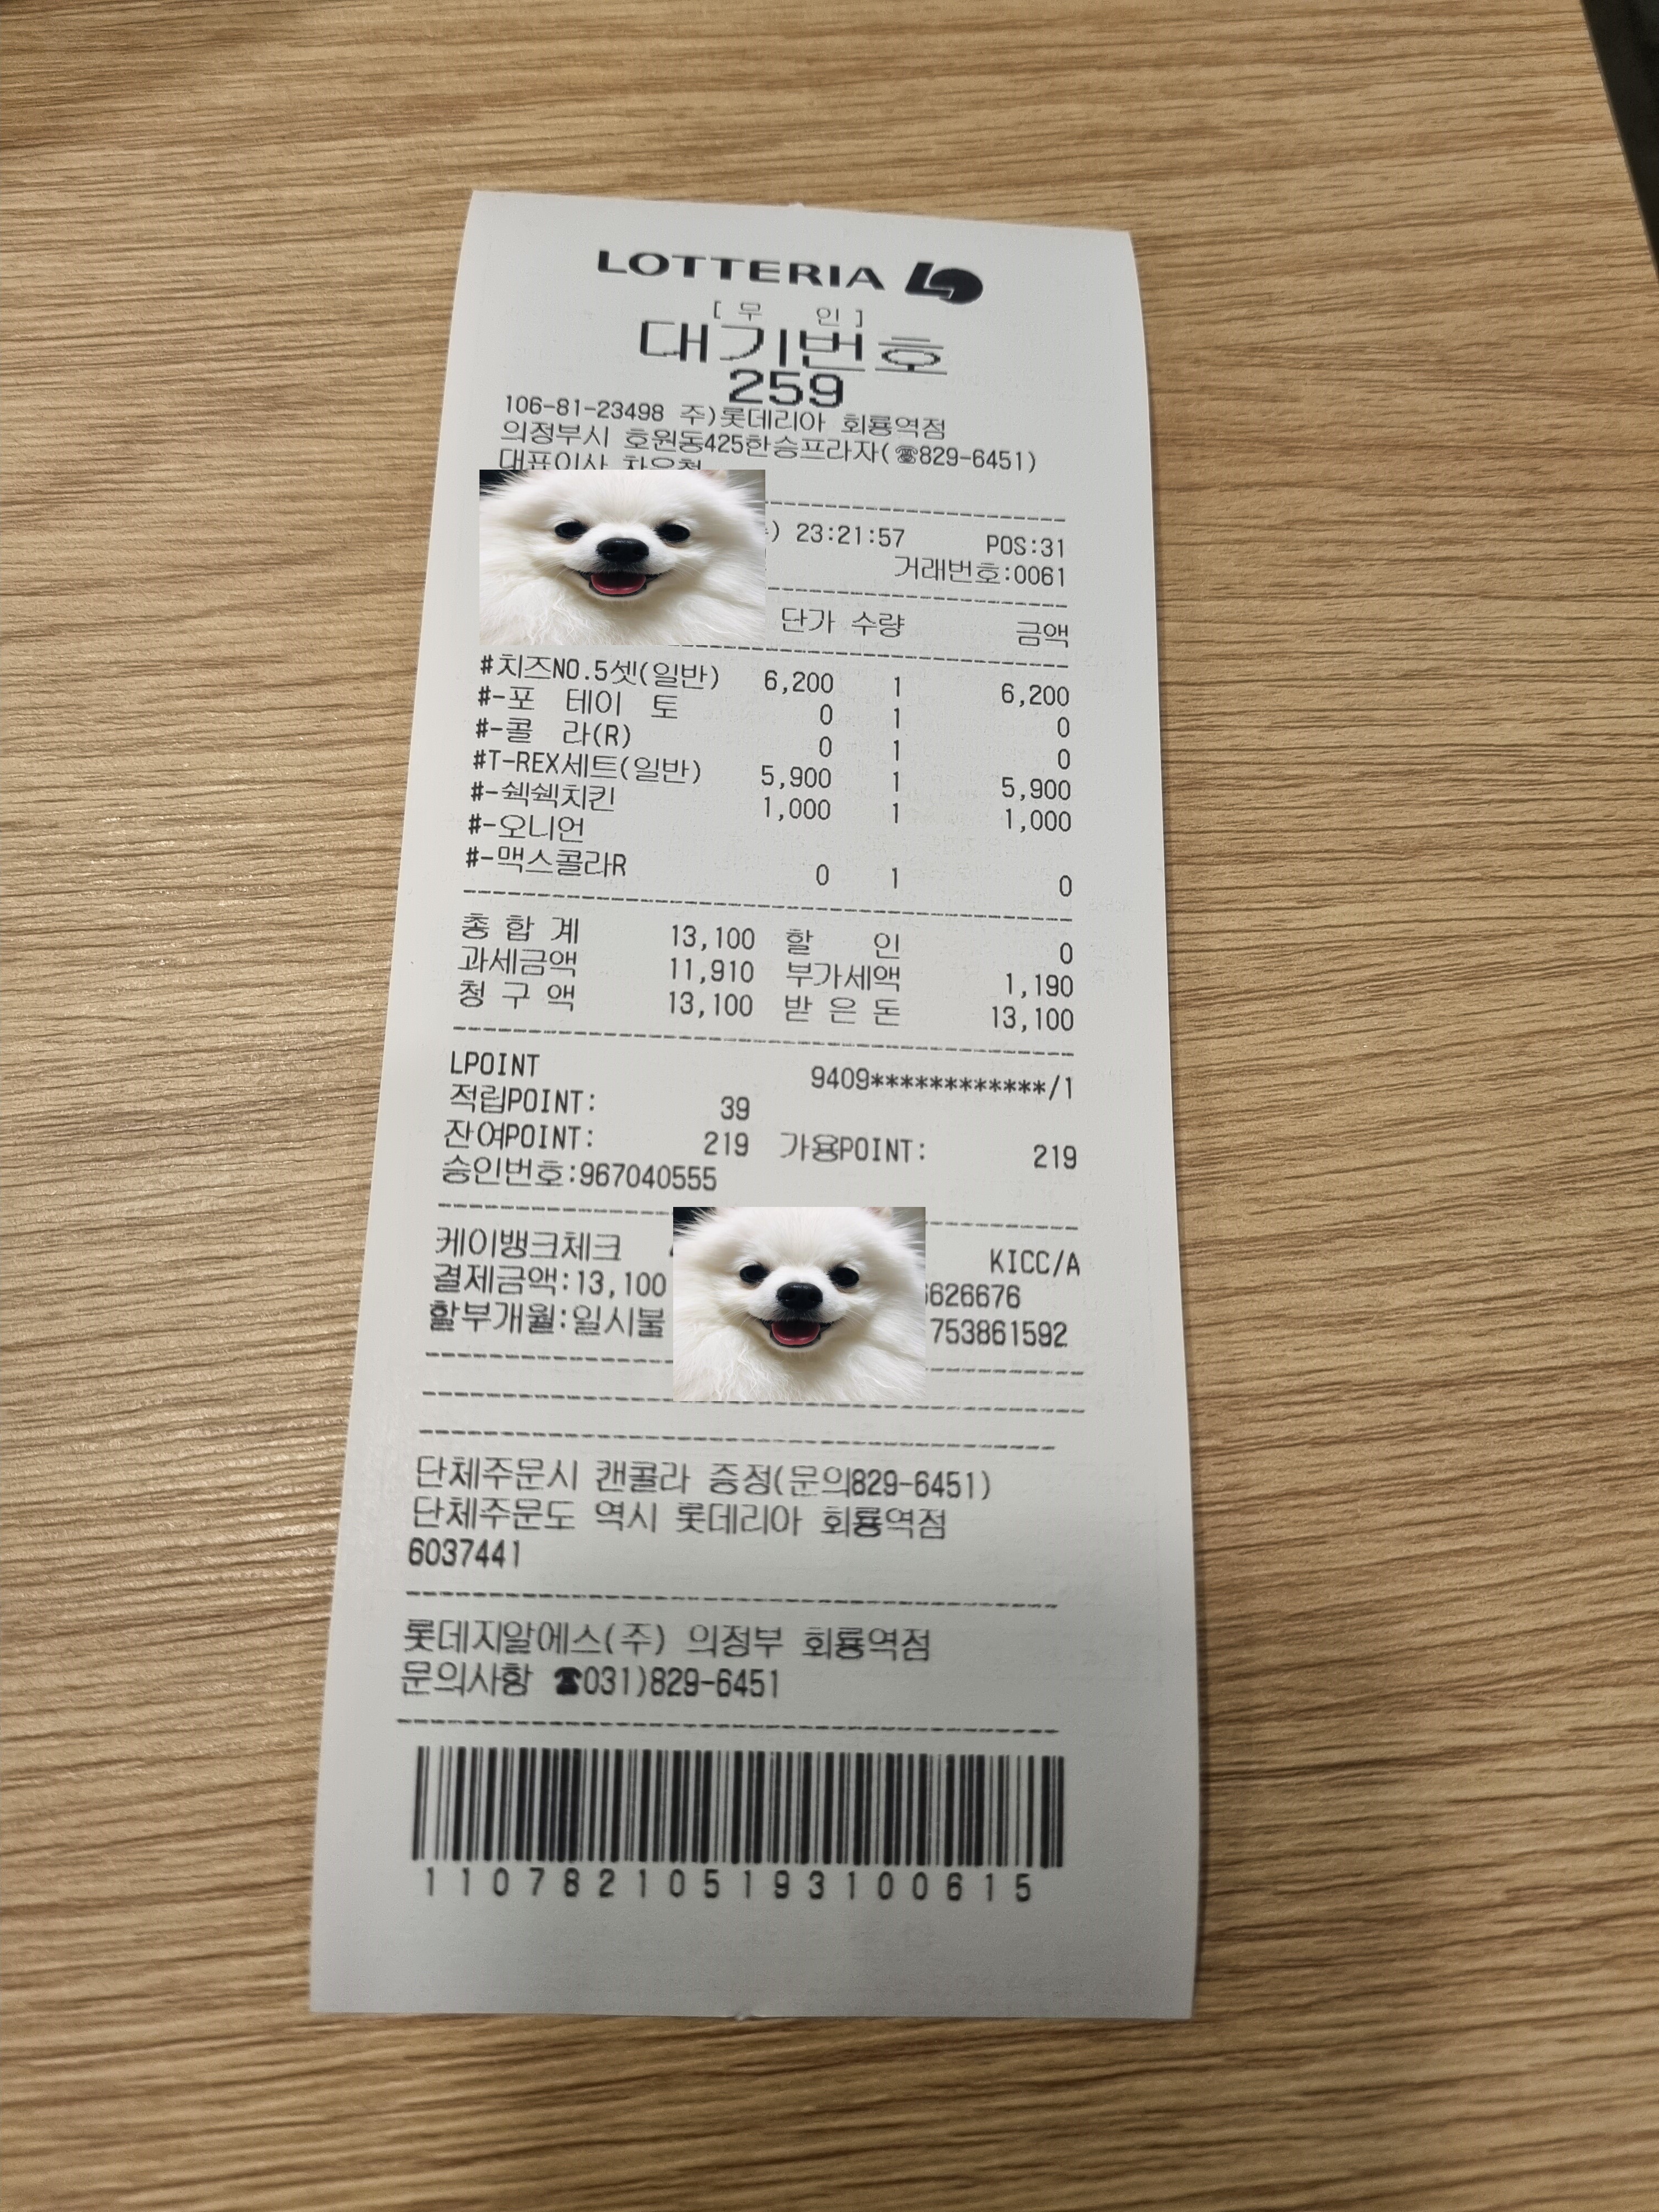 LOTTERIA
[무 인]
대기번호
259
106-81-23498 주)롯데리아 회룡역점
의정부시 호원동425한승프라자(☎829-6451)
대표이사
23:21:57 POS:31
거래번호:0061
단가 수량 금액
#치즈NO.5셋(일반) 6,200 1 6,200
#-포 테이 토 0 1 0
#-콜 라(R) 0 1 0
#T-REX세트(일반) 5,900 1 5,900
#-쉑쉑치킨 1,000 1 1,000
#-오니언
#-맥스콜라R 0 1 0
총 합 계 13,100 할 인 0
과세금액 11,910 부가세액 1,190
청 구 액 13,100 받 은 돈 13,100
LPOINT 9409************/1
적립POINT: 39
잔여POINT: 219 가용POINT: 219
승인번호:967040555
케이뱅크체크 KICC/A
결제금액:13,100 626676
할부개월:일시불 753861592
단체주문시 캔콜라 증정(문의829-6451)
단체주문도 역시 롯데리아 회룡역점
6037441
롯데지알에스(주) 의정부 회룡역점
문의사항 ☎031)829-6451
110782105193100615